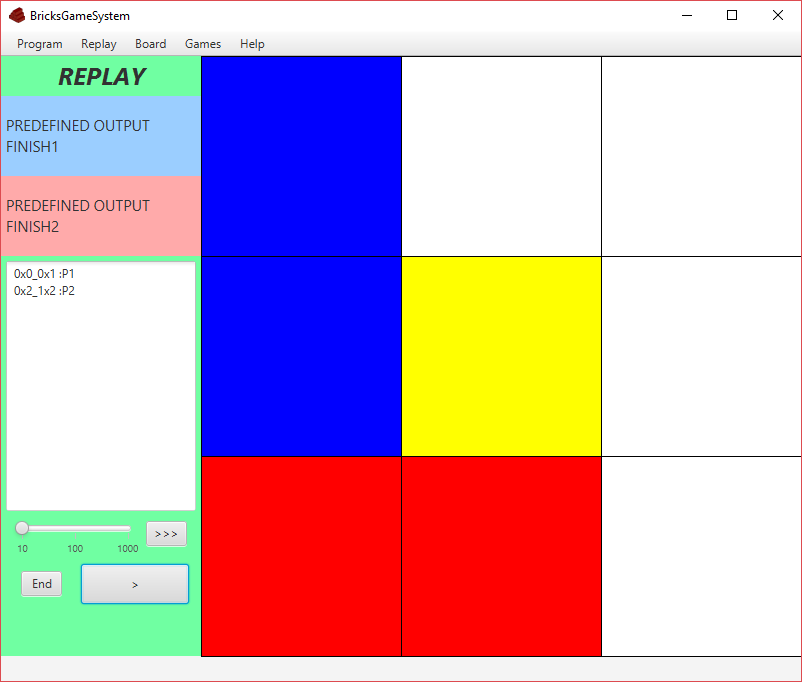 BricksGameSystem
Program Replay Board Games Help
REPLAY
PREDEFINED OUTPUT
FINISH1
PREDEFINED OUTPUT
FINISH2
0x0_0x1 :P1
0x2_1x2 :P2
>>>
10 100 1000
End >